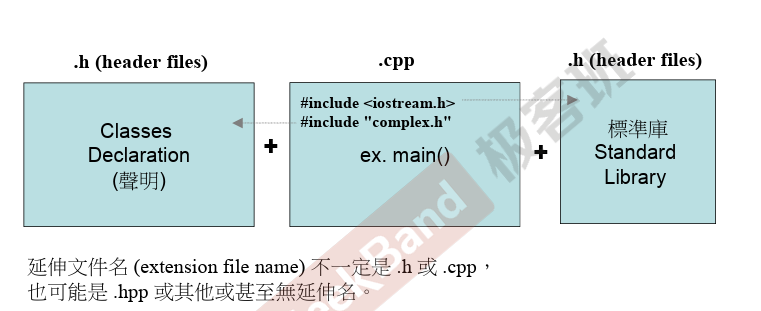 .h (header files)
.cpp
.h (header files)
Classes
Declaration
(聲明)
+
#include <iostream.h>
#include "complex.h"
ex. main()
+
標準庫
Standard
Library
延伸文件名 (extension file name) 不一定是 .h 或 .cpp，
也可能是 .hpp 或其他或甚至無延伸名。
GeekBand 极客班